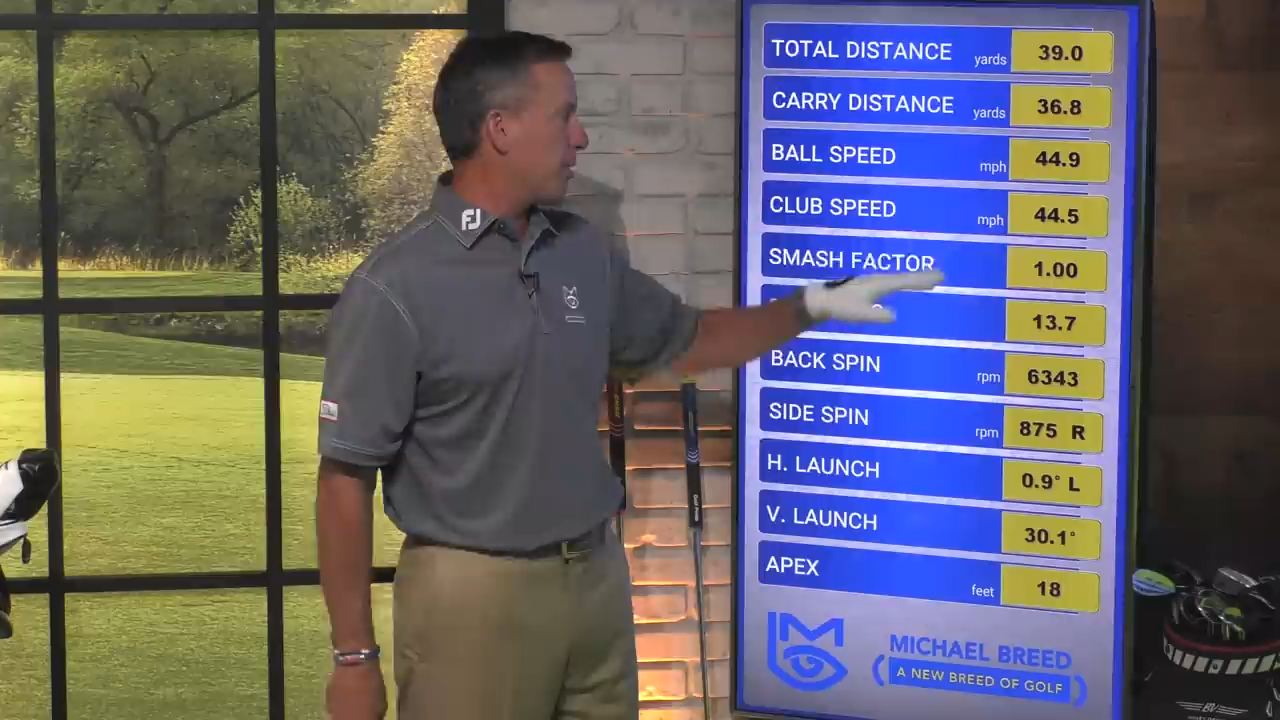 TOTAL DISTANCE yards 39.0
CARRY DISTANCE yards 36.8
BALL SPEED mph 44.9
CLUB SPEED mph 44.5
SMASH FACTOR 1.00
13.7
BACK SPIN rpm 6343
SIDE SPIN rpm 875 R
H. LAUNCH 0.9° L
V. LAUNCH 30.1°
APEX feet 18
MICHAEL BREED
A NEW BREED OF GOLF
FJ
BV